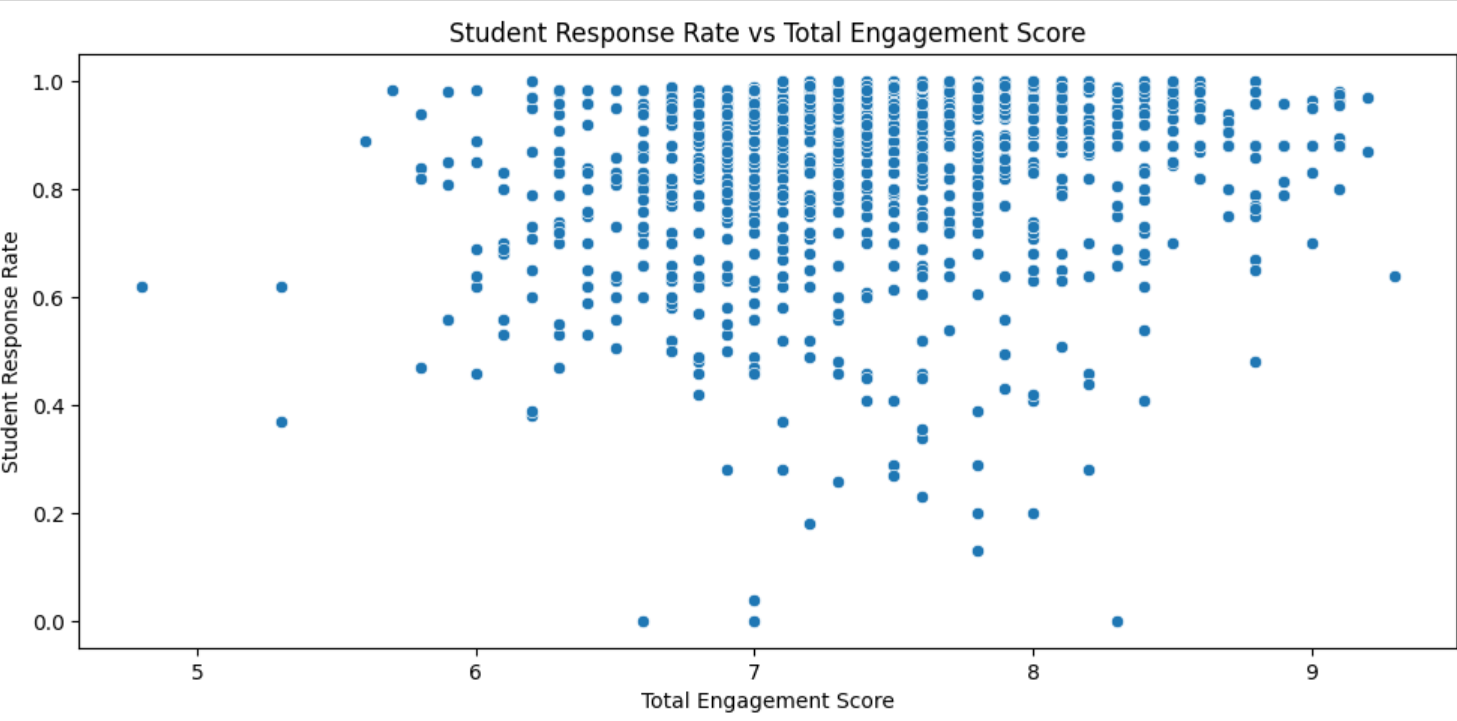 Student Response Rate vs Total Engagement Score
1.0
0.8
0.6
0.4
0.2
0.0
Student Response Rate
5 6 7 8 9
Total Engagement Score